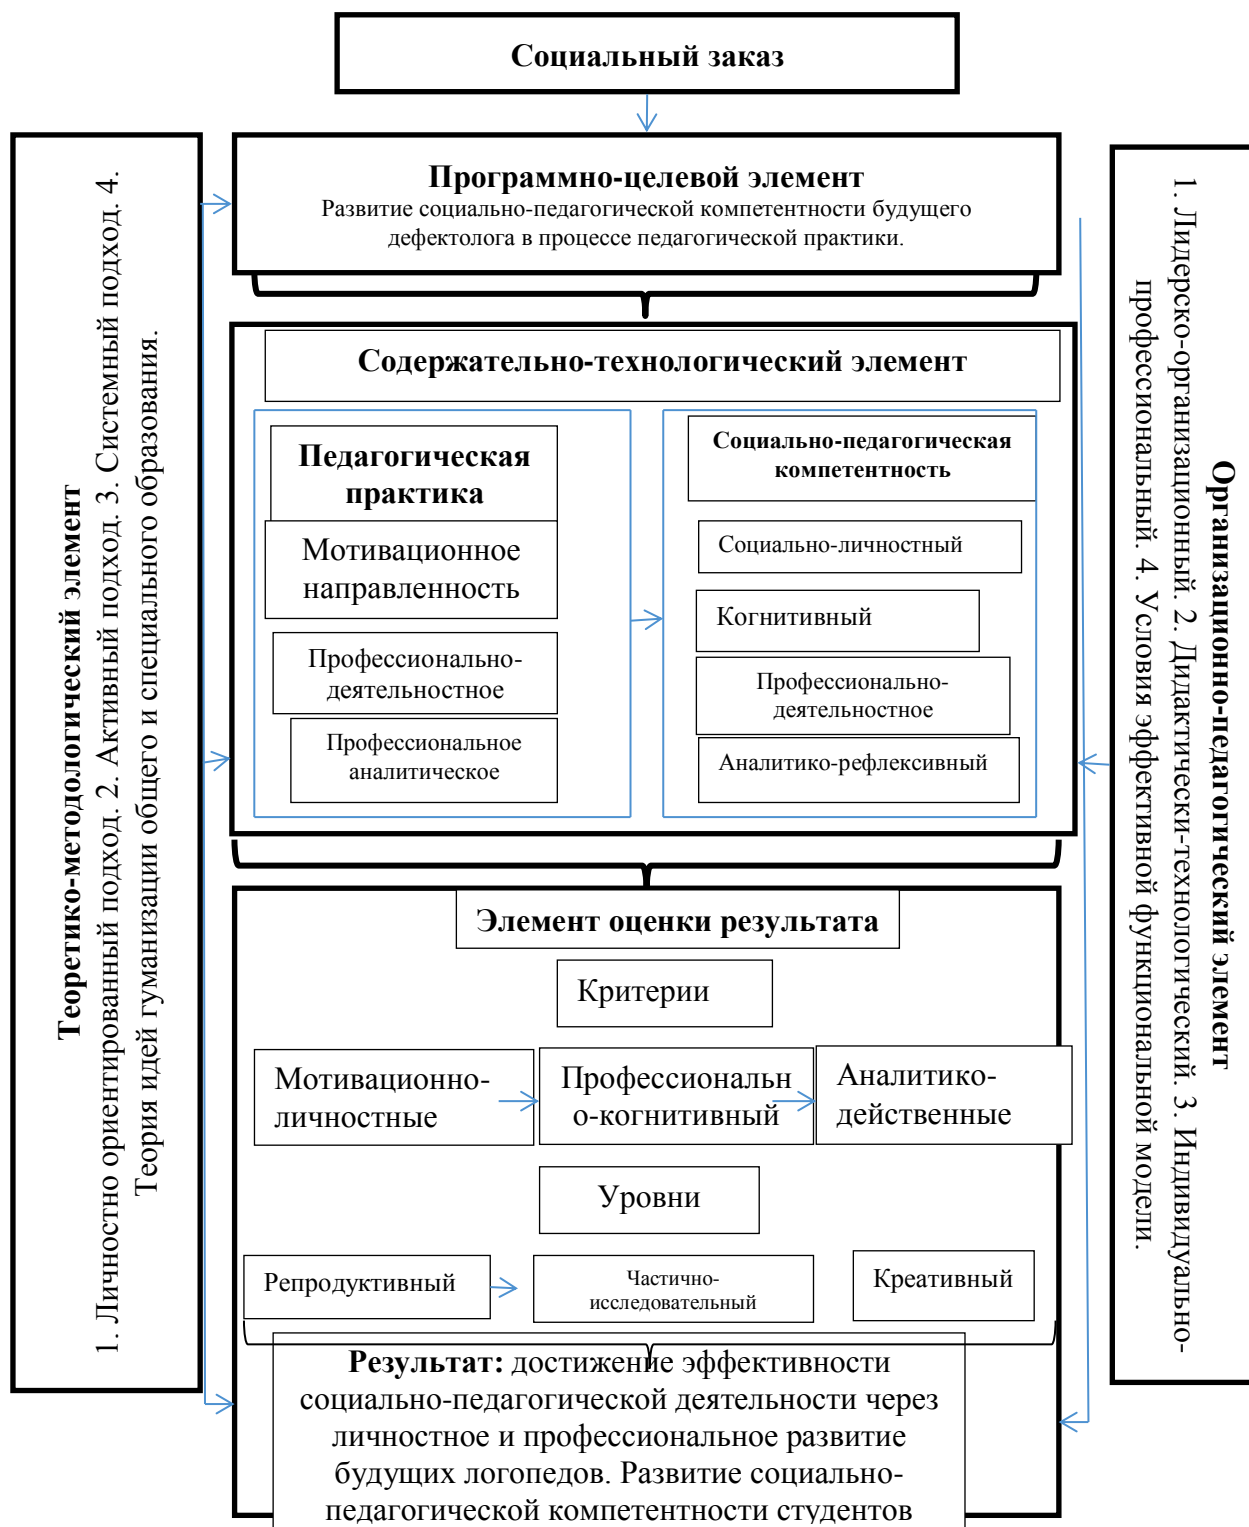 Социальный заказ
Программно-целевой элемент
Развитие социально-педагогической компетентности будущего
дефектолога в процессе педагогической практики.
Теоретико-методологический элемент
1. Личностно ориентированный подход. 2. Активный подход. 3. Системный подход. 4.
Теория идей гуманизации общего и специального образования.
Содержательно-технологический элемент
Педагогическая
практика
Мотивационное
направленность
Профессионально-
деятельностное
Профессиональное
аналитическое
Социально-педагогическая
компетентность
Социально-личностный
Когнитивный
Профессионально-
деятельностное
Аналитико-рефлексивный
Организационно-педагогический элемент
1. Лидерско-организационный. 2. Дидактически-технологический. 3. Индивидуально-
профессиональный. 4. Условия эффективной функциональной модели.
Элемент оценки результата
Критерии
Мотивационно-
личностные
Профессиональн
о-когнитивный
Аналитико-
действенные
Уровни
Репродуктивный
Частично-
исследовательный
Креативный
Результат: достижение эффективности
социально-педагогической деятельности через
личностное и профессиональное развитие
будущих логопедов. Развитие социально-
педагогической компетентности студентов